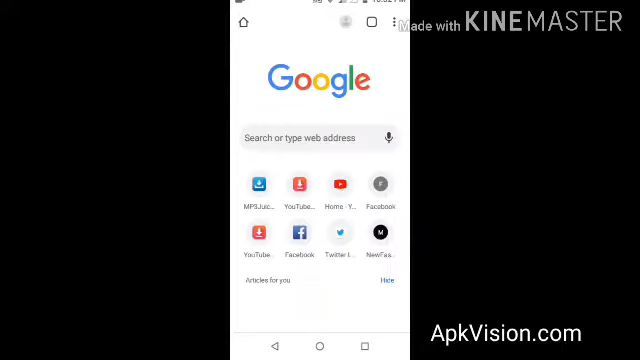 Made with KINEMASTER
Google
Search or type web address
MP3Juic... YouTube... Home - Y... Facebook
F
YouTube... Facebook Twitter I... NewFas...
M
Articles for you Hide
ApkVision.com